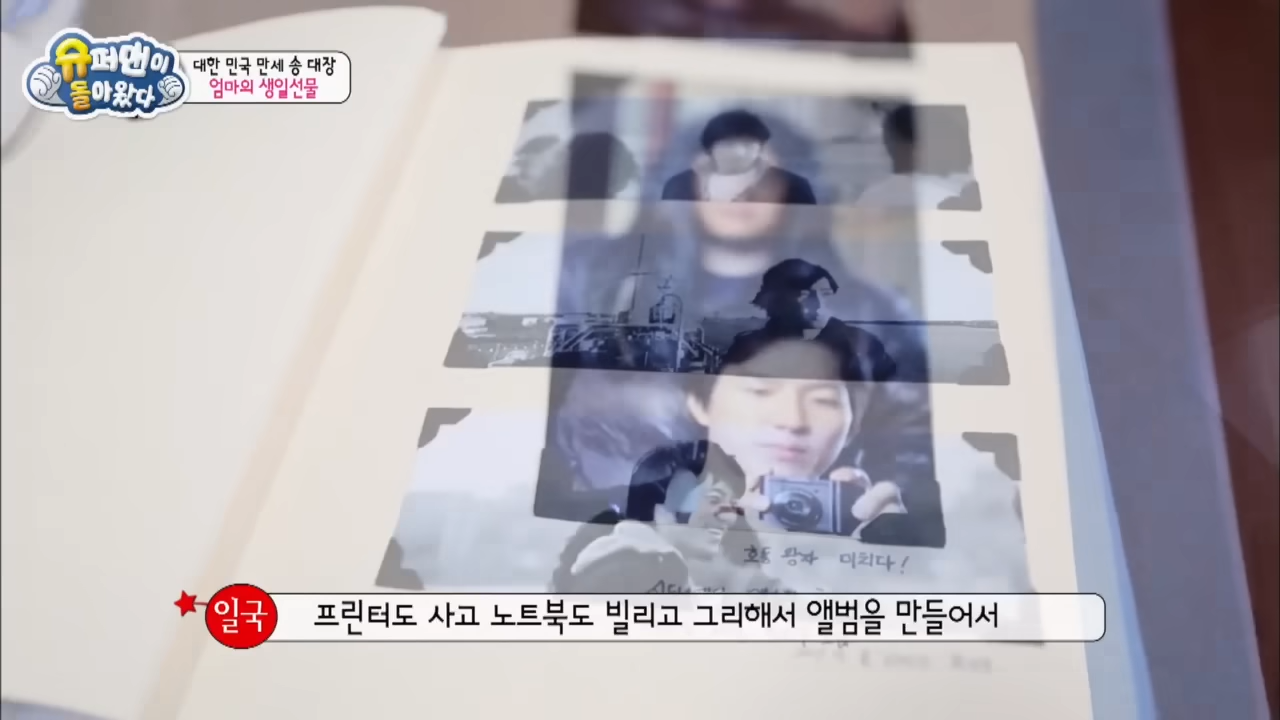 슈퍼맨이
돌아왔다
대한 민국 만세 송 대장
엄마의 생일선물
호동 왕자 미치다!
일국
프린터도 사고 노트북도 빌리고 그리해서 앨범을 만들어서